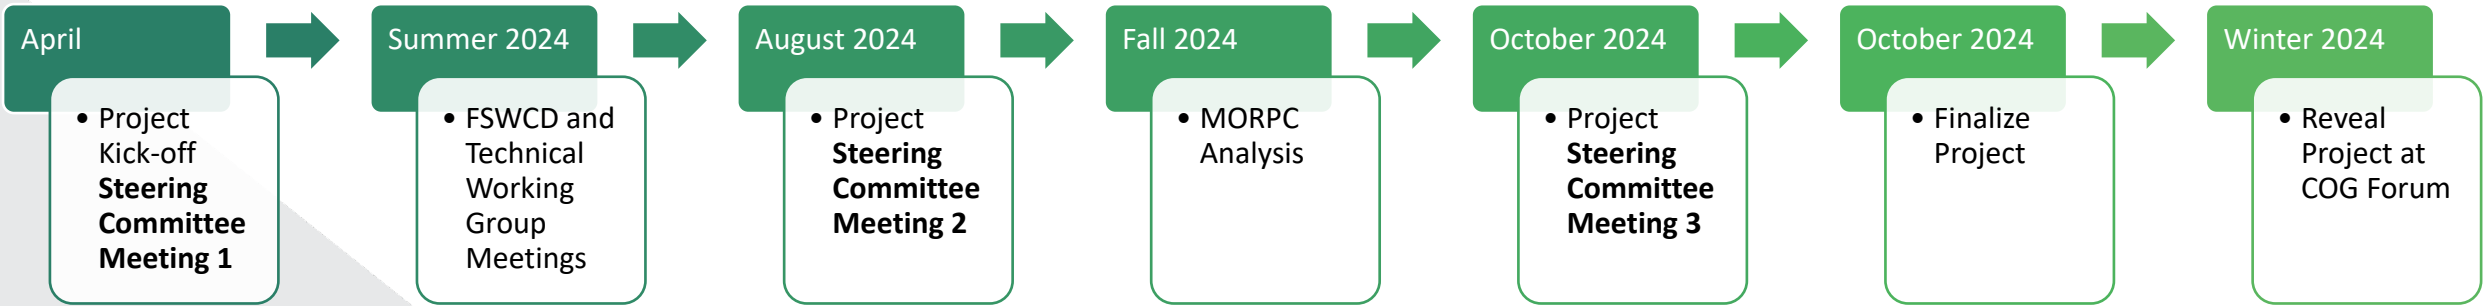 April
• Project
Kick-off
Steering
Committee
Meeting 1
Summer 2024
• FSWCD and
Technical
Working
Group
Meetings
August 2024
• Project
Steering
Committee
Meeting 2
Fall 2024
• MORPC
Analysis
October 2024
• Project
Steering
Committee
Meeting 3
October 2024
• Finalize
Project
Winter 2024
• Reveal
Project at
COG Forum